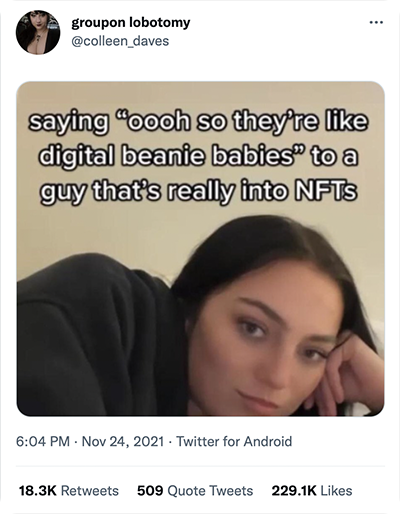 groupon lobotomy
@colleen_daves
saying “oooh so they’re like
digital beanie babies” to a
guy that’s really into NFTs
6:04 PM · Nov 24, 2021 · Twitter for Android
18.3K Retweets 509 Quote Tweets 229.1K Likes